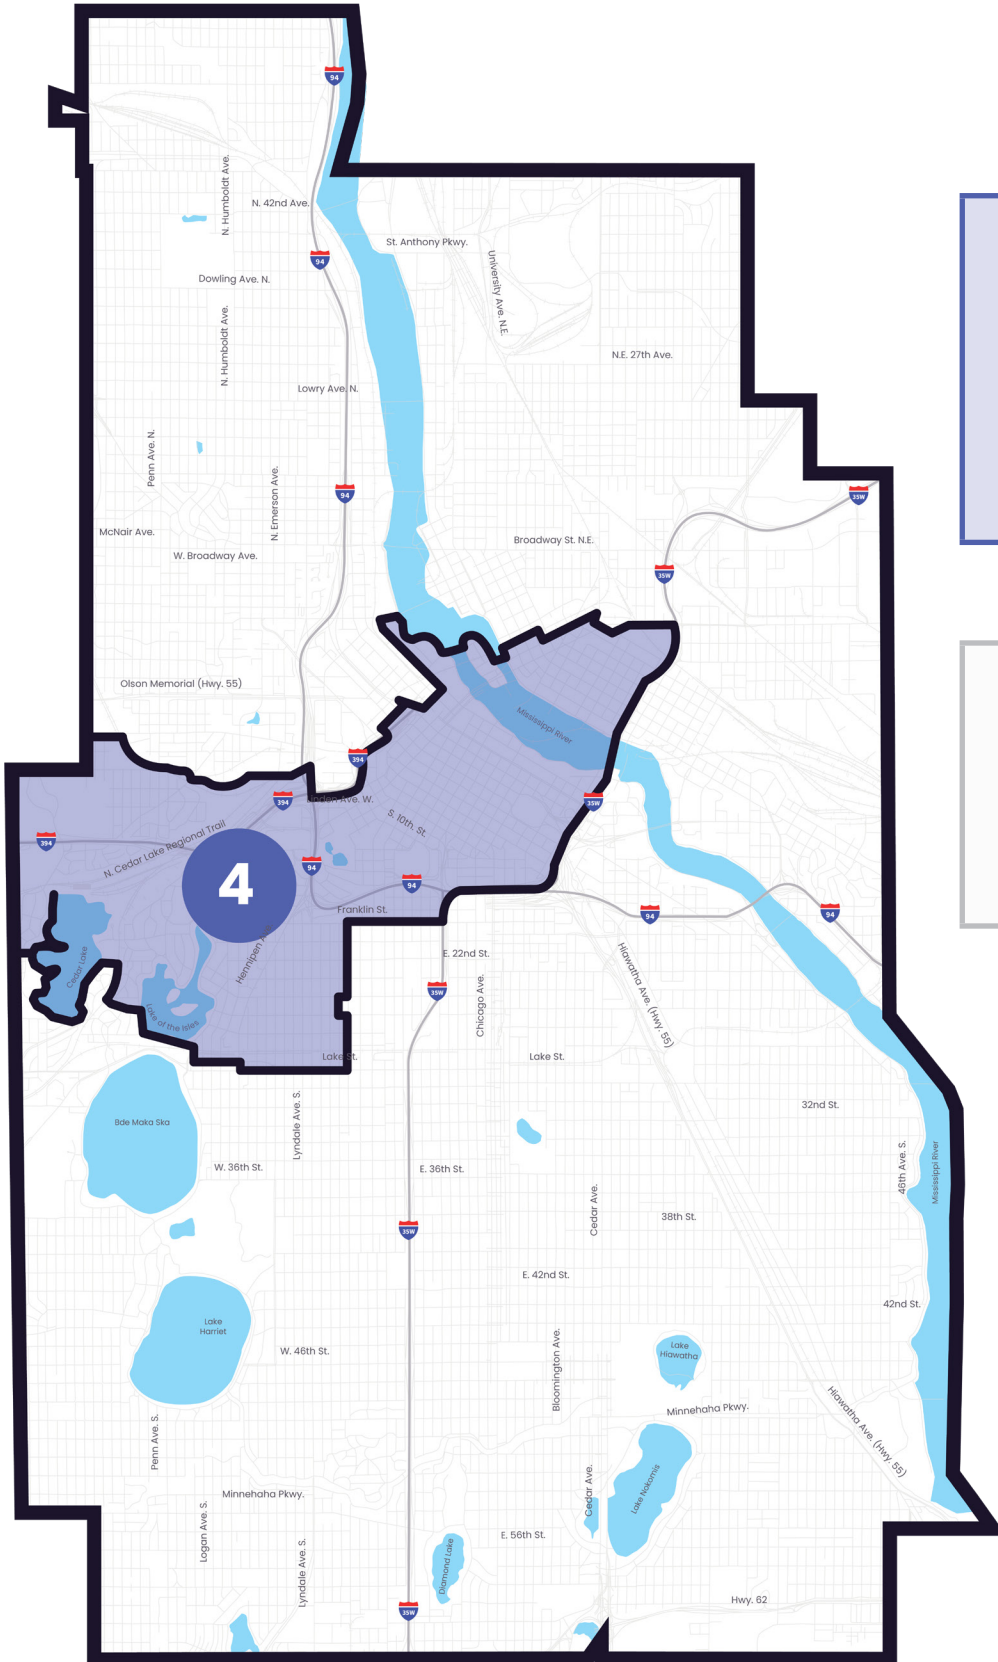 94
N. Humboldt Ave.
N. 42nd Ave.
St. Anthony Pkwy.
94
University Ave. N.E.
Dowling Ave. N.
N. Humboldt Ave.
N.E. 27th Ave.
Lowry Ave. N.
Penn Ave. N.
N. Emerson Ave.
94
35W
McNair Ave.
W. Broadway Ave.
Broadway St. N.E.
35W
Olson Memorial (Hwy. 55)
Mississippi River
394
394
Linden Ave. W.
35W
S. 10th. St.
394
N. Cedar Lake Regional Trail
94
4
94
Franklin St.
94
94
Hennipen Ave.
Cedar Lake
E. 22nd St.
Hiawatha Ave. (Hwy. 55)
35W
Chicago Ave.
Lake of the Isles
Lake St.
Lake St.
32nd St.
Bde Maka Ska
Lyndale Ave. S.
W. 36th St.
E. 36th St.
46th Ave. S.
Mississippi River
Cedar Ave.
38th St.
35W
E. 42nd St.
42nd St.
Lake
Harriet
W. 46th St.
Lake
Hiawatha
Bloomington Ave.
Minnehaha Pkwy.
Hiawatha Ave. (Hwy. 55)
Penn Ave. S.
Minnehaha Pkwy.
Cedar Ave.
Lake Nokomis
Logan Ave. S.
E. 56th St.
Lyndale Ave. S.
Diamond Lake
35W
Hwy. 62